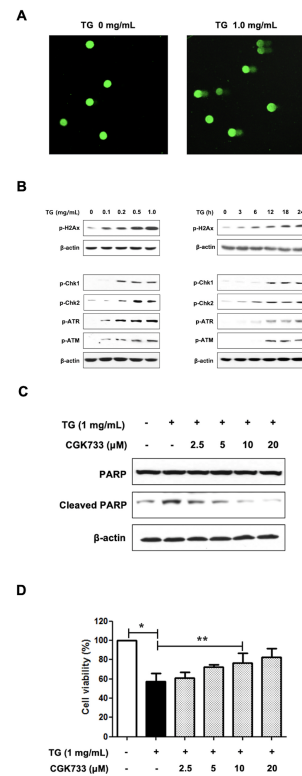 A
TG 0 mg/mL TG 1.0 mg/mL
B
TG (mg/mL) 0 0.1 0.2 0.5 1.0 TG (h) 0 3 6 12 18 24
p-H2Ax p-H2Ax
β-actin β-actin
p-Chk1 p-Chk1
p-Chk2 p-Chk2
p-ATR p-ATR
p-ATM p-ATM
β-actin β-actin
C
TG (1 mg/mL) - + + + + +
CGK733 (μM) - - 2.5 5 10 20
PARP
Cleaved PARP
β-actin
D
Cell viability (%)
120
100
80
60
40
20
0
*
**
TG (1 mg/mL) - + + + + +
CGK733 (μM) - - 2.5 5 10 20